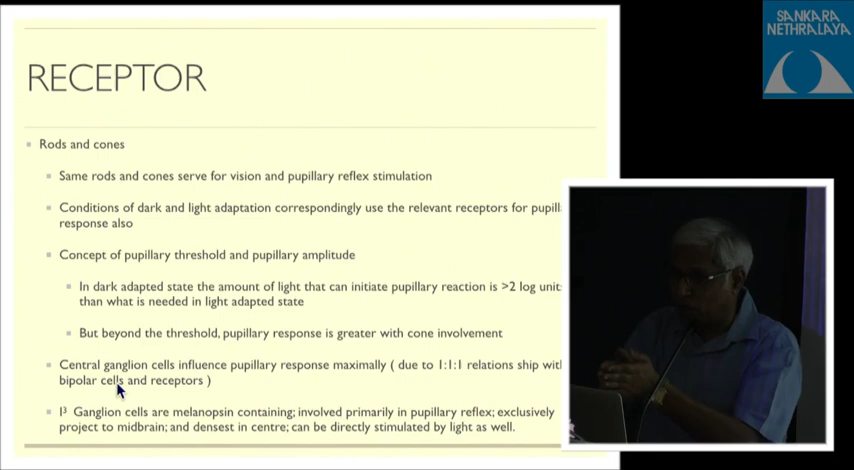 SANKARA
NETHRALAYA
RECEPTOR
Rods and cones
Same rods and cones serve for vision and pupillary reflex stimulation
Conditions of dark and light adaptation correspondingly use the relevant receptors for pupill
response also
Concept of pupillary threshold and pupillary amplitude
In dark adapted state the amount of light that can initiate pupillary reaction is >2 log unit
than what is needed in light adapted state
But beyond the threshold, pupillary response is greater with cone involvement
Central ganglion cells influence pupillary response maximally ( due to 1:1:1 relations ship wit
bipolar cells and receptors )
I³ Ganglion cells are melanopsin containing; involved primarily in pupillary reflex; exclusively
project to midbrain; and densest in centre; can be directly stimulated by light as well.